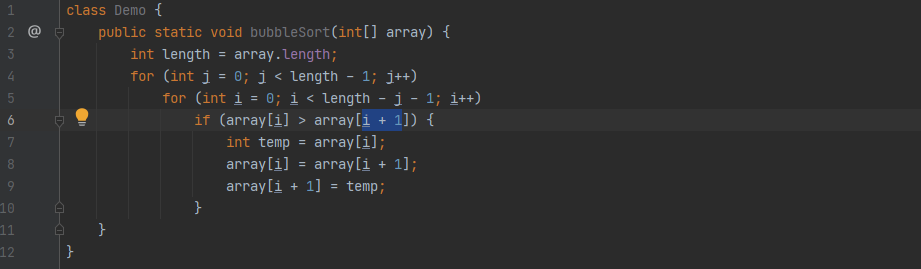 1 class Demo {
2 @ public static void bubbleSort(int[] array) {
3 int length = array.length;
4 for (int j = 0; j < length - 1; j++)
5 for (int i = 0; i < length - j - 1; i++)
6 if (array[i] > array[i + 1]) {
7 int temp = array[i];
8 array[i] = array[i + 1];
9 array[i + 1] = temp;
10 }
11 }
12 }